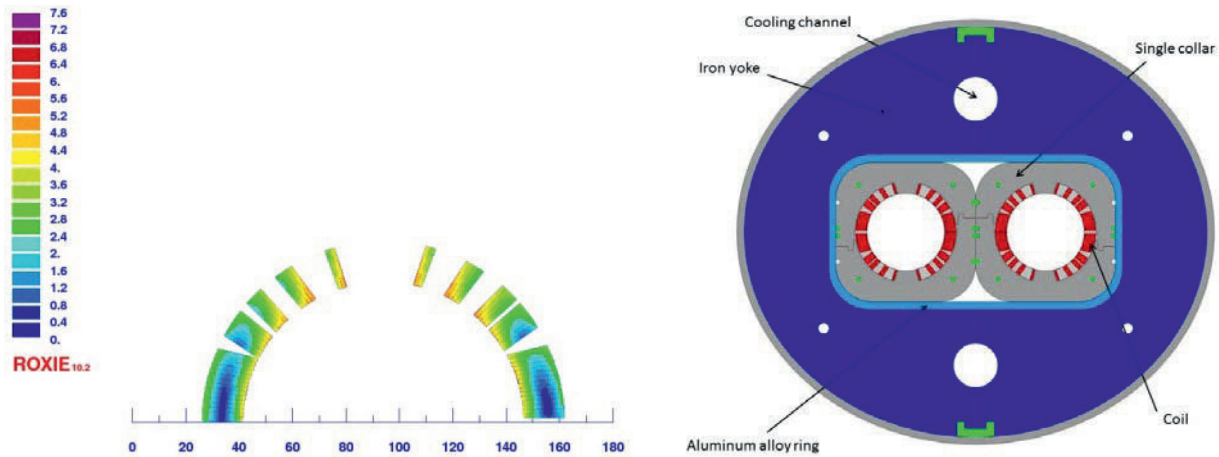 7.6
7.2
6.8
6.4
6.
5.6
5.2
4.8
4.4
4.
3.6
3.2
2.8
2.4
2.
1.6
1.2
0.8
0.4
0.
ROXIE 10.2
0 20 40 60 80 100 120 140 160 180
Cooling channel
Single collar
Iron yoke
Coil
Aluminum alloy ring